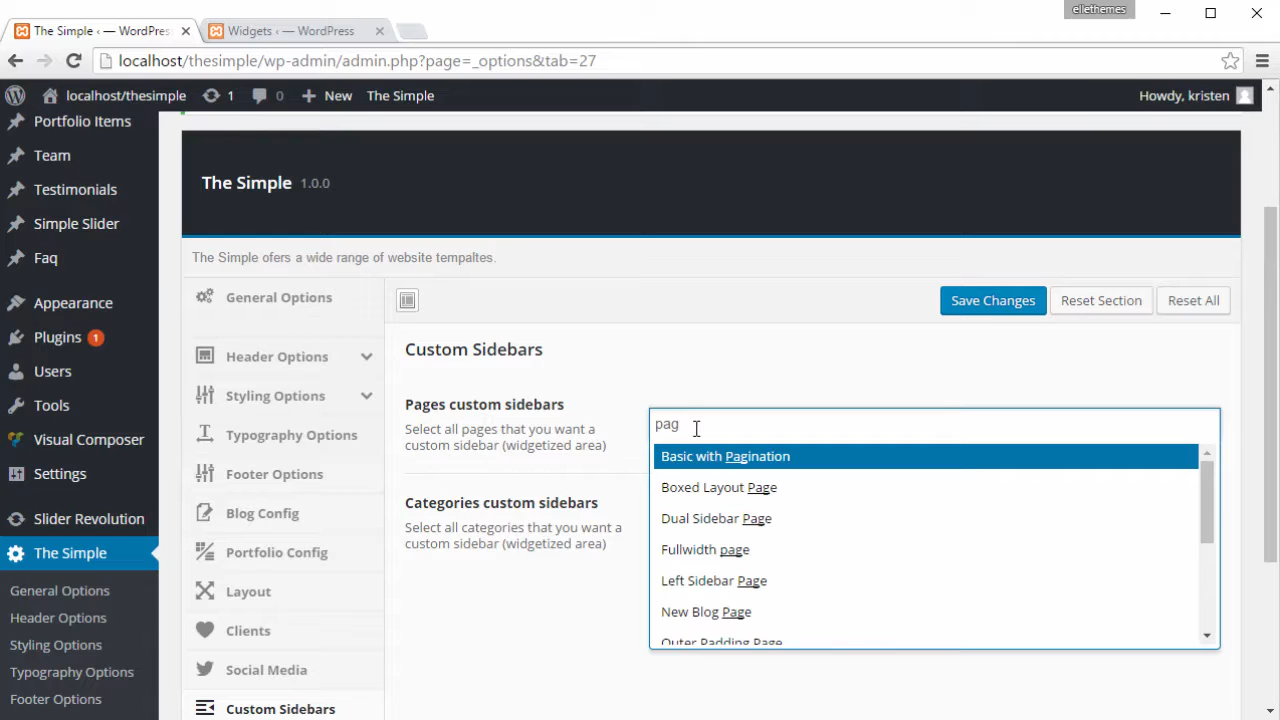 ellethemes
The Simple ‹ — WordPres
Widgets ‹ — WordPress
localhost/thesimple/wp-admin/admin.php?page=_options&tab=27
localhost/thesimple
1
0
New
The Simple
Howdy, kristen
Portfolio Items
Team
Testimonials
Simple Slider
Faq
Appearance
Plugins 1
Users
Tools
Visual Composer
Settings
Slider Revolution
The Simple
General Options
Header Options
Styling Options
Typography Options
Footer Options
The Simple 1.0.0
The Simple ofers a wide range of website tempaltes.
General Options
Header Options
Styling Options
Typography Options
Footer Options
Blog Config
Portfolio Config
Layout
Clients
Social Media
Custom Sidebars
Save Changes
Reset Section
Reset All
Custom Sidebars
Pages custom sidebars
Select all pages that you want a
custom sidebar (widgetized area)
Categories custom sidebars
Select all categories that you want a
custom sidebar (widgetized area)
pag
Basic with Pagination
Boxed Layout Page
Dual Sidebar Page
Fullwidth page
Left Sidebar Page
New Blog Page
Outer Padding Page